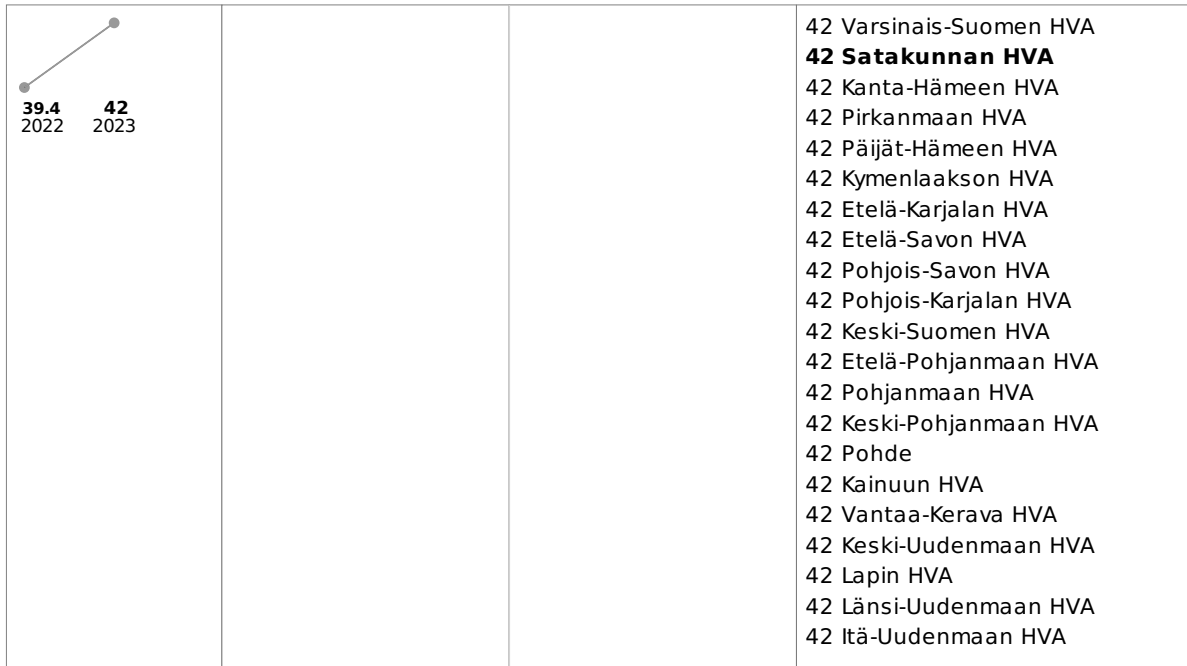 39.4 42
2022 2023
42 Varsinais-Suomen HVA
42 Satakunnan HVA
42 Kanta-Hämeen HVA
42 Pirkanmaan HVA
42 Päijät-Hämeen HVA
42 Kymenlaakson HVA
42 Etelä-Karjalan HVA
42 Etelä-Savon HVA
42 Pohjois-Savon HVA
42 Pohjois-Karjalan HVA
42 Keski-Suomen HVA
42 Etelä-Pohjanmaan HVA
42 Pohjanmaan HVA
42 Keski-Pohjanmaan HVA
42 Pohde
42 Kainuun HVA
42 Vantaa-Kerava HVA
42 Keski-Uudenmaan HVA
42 Lapin HVA
42 Länsi-Uudenmaan HVA
42 Itä-Uudenmaan HVA